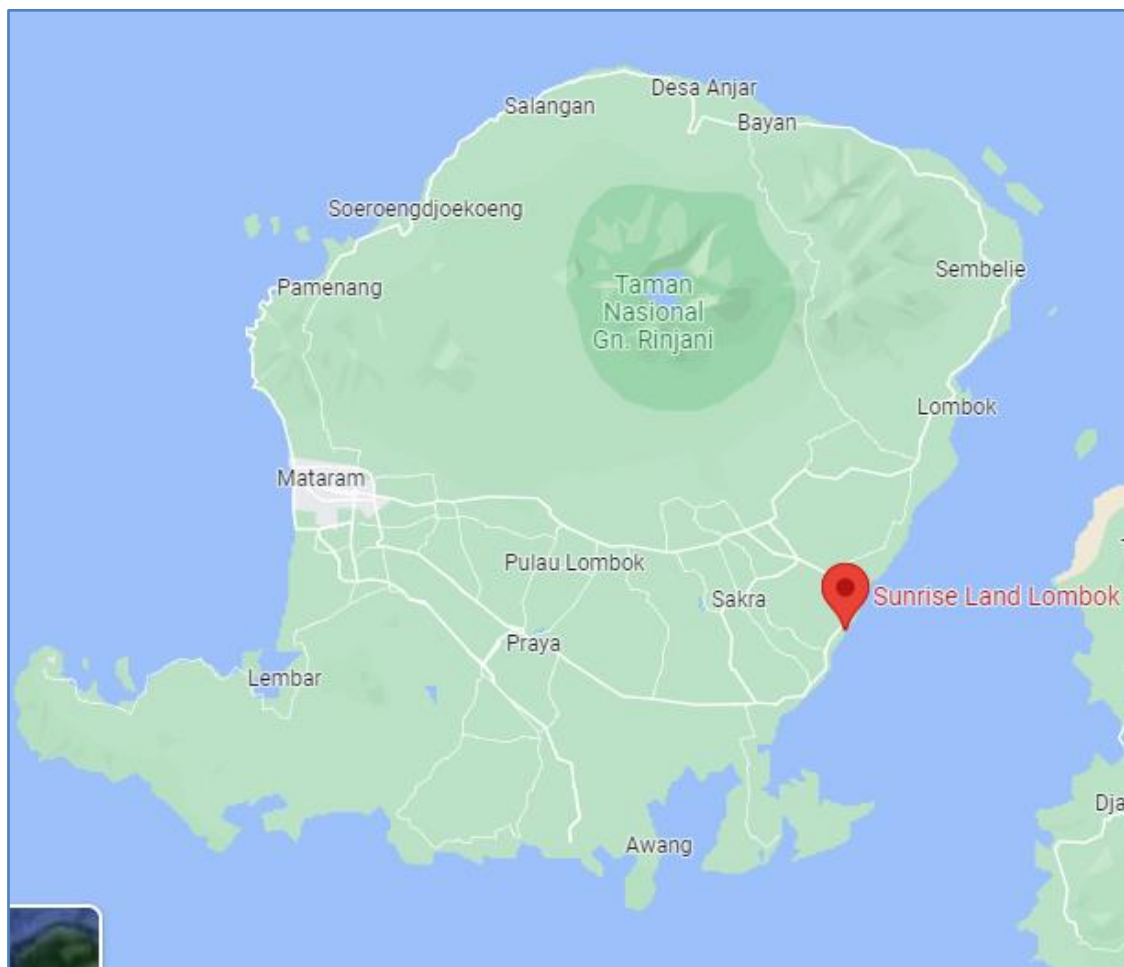 Desa Anjar
Salangan
Bayan
Soeroengdjoekoeng
Sembelie
Pamenang
Taman
Nasional
Gn. Rinjani
Lombok
Mataram
Pulau Lombok
Sakra
Sunrise Land Lombok
Praya
Lembar
Dja
Awang